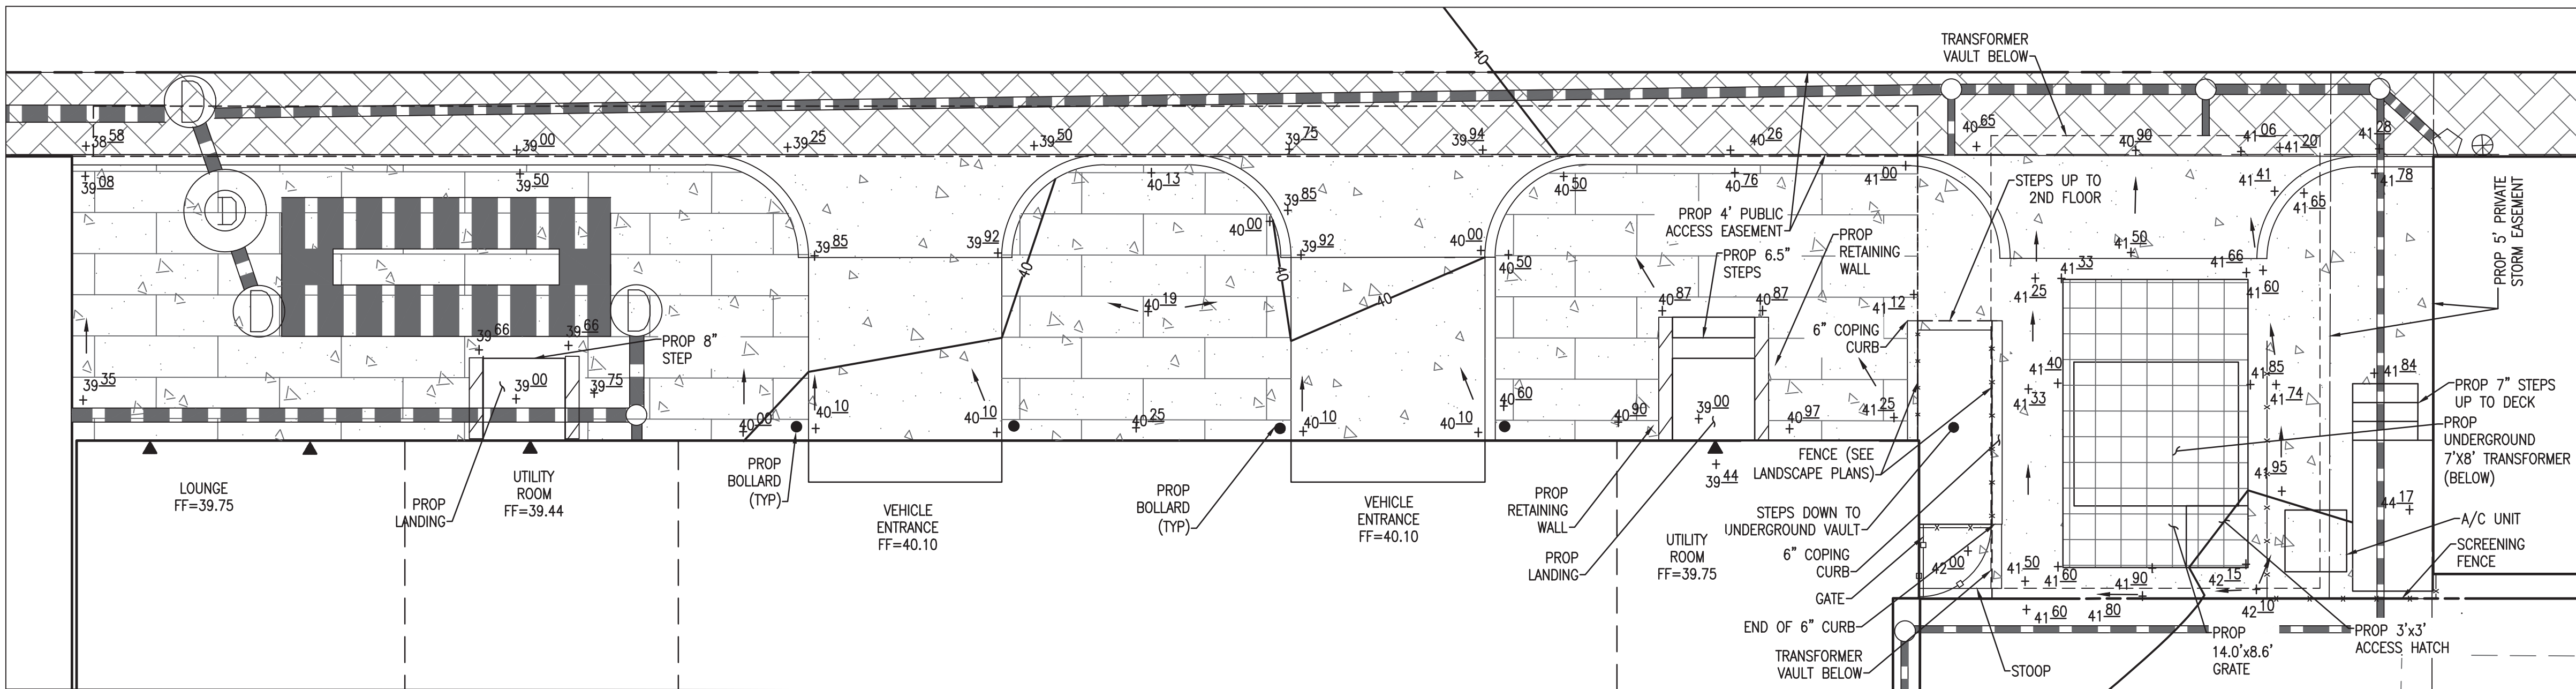 TRANSFORMER
VAULT BELOW
40
38 58
39 00
39 25
39 50
39 75
39 94
40 26
40 65
40 90
41 06
41 20
41 28
39 08
39 50
40 13
39 85
40 50
40 76
41 00
41 41
41 65
41 78
STEPS UP TO
2ND FLOOR
PROP 5' PRIVATE
STORM EASEMENT
D
D
D
D
PROP 4' PUBLIC
ACCESS EASEMENT
PROP
RETAINING
WALL
PROP 6.5"
STEPS
39 85
39 92
40 00
39 92
40 00
40 50
41 50
41 33
41 66
41 60
41 25
40
40
40
40 19
40 87
40 87
41 12
6" COPING
CURB
39 66
39 66
PROP 8"
STEP
39 35
39 00
39 75
40 00
40 10
40 10
40 25
40 10
40 10
40 60
40 90
39 00
40 97
41 25
41 33
41 40
41 85
41 74
41 84
PROP 7" STEPS
UP TO DECK
PROP
UNDERGROUND
7'X8' TRANSFORMER
(BELOW)
LOUNGE
FF=39.75
PROP
LANDING
UTILITY
ROOM
FF=39.44
PROP
BOLLARD
(TYP)
VEHICLE
ENTRANCE
FF=40.10
PROP
BOLLARD
(TYP)
VEHICLE
ENTRANCE
FF=40.10
PROP
RETAINING
WALL
PROP
LANDING
39 44
UTILITY
ROOM
FF=39.75
FENCE (SEE
LANDSCAPE PLANS)
STEPS DOWN TO
UNDERGROUND VAULT
6" COPING
CURB
GATE
END OF 6" CURB
TRANSFORMER
VAULT BELOW
41 95
44 17
A/C UNIT
SCREENING
FENCE
42 00
41 50
41 60
41 90
42 15
41 60
41 80
42 10
STOOP
PROP
14.0'x8.6'
GRATE
PROP 3'x3'
ACCESS HATCH